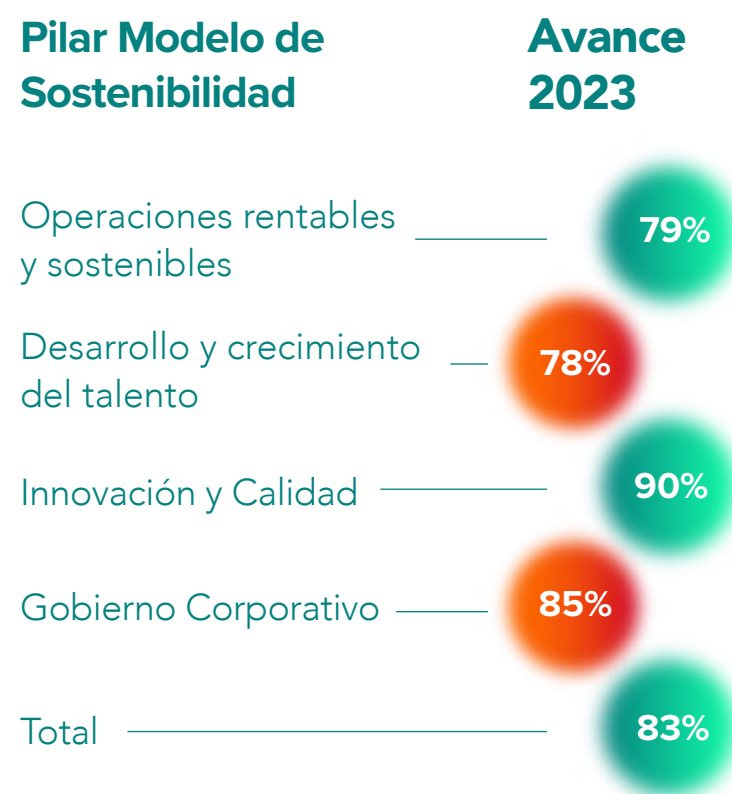 Pilar Modelo de
Sostenibilidad
Avance
2023
Operaciones rentables
y sostenibles
79%
Desarrollo y crecimiento
del talento
78%
Innovación y Calidad
90%
Gobierno Corporativo
85%
Total
83%